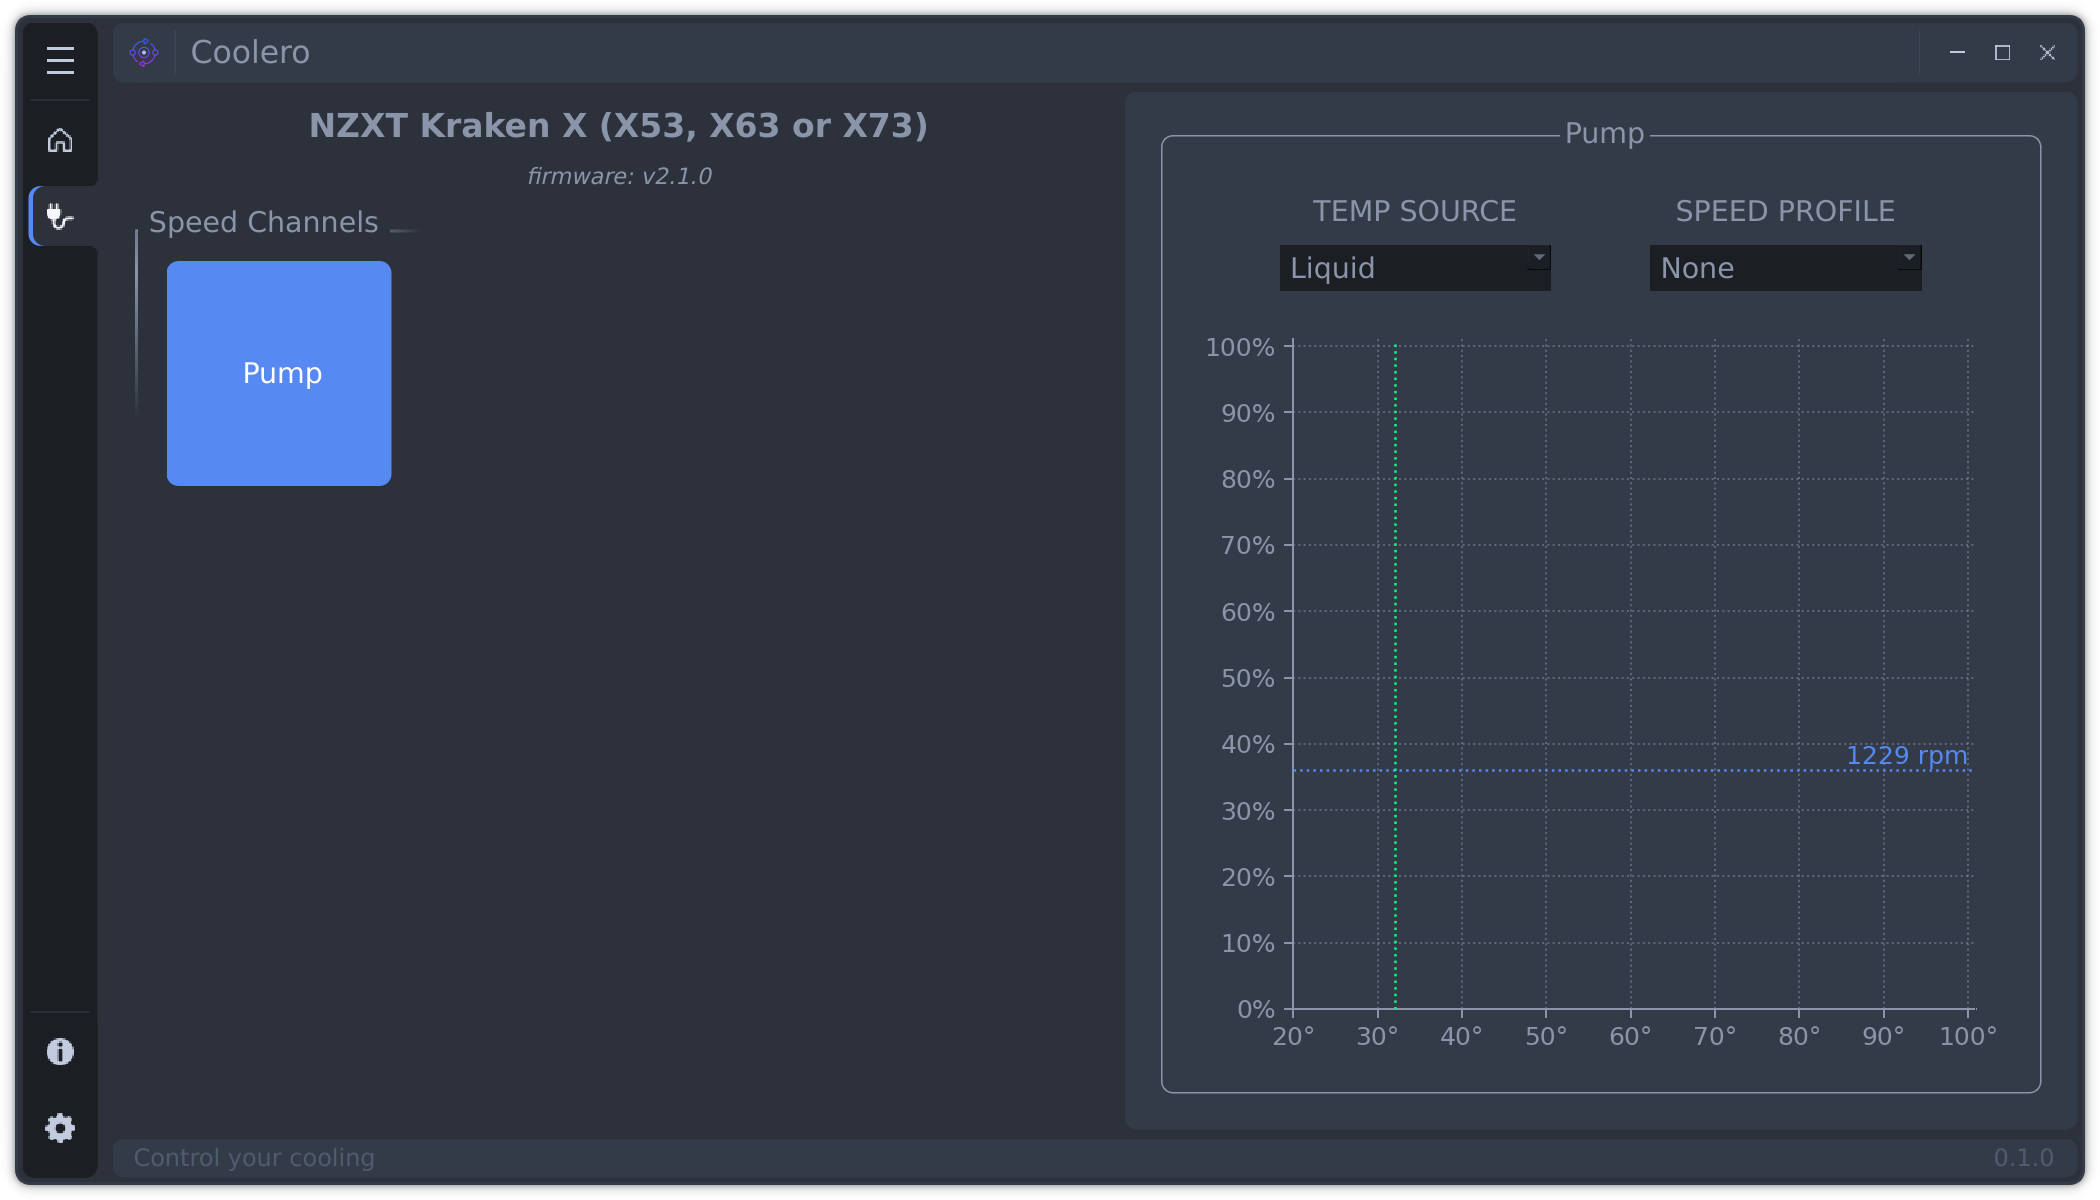 Coolero
NZXT Kraken X (X53, X63 or X73)
firmware: v2.1.0
Speed Channels
Pump
Pump
TEMP SOURCE
SPEED PROFILE
Liquid
None
100%
90%
80%
70%
60%
50%
40%
1229 rpm
30%
20%
10%
0%
20° 30° 40° 50° 60° 70° 80° 90° 100°
Control your cooling
0.1.0